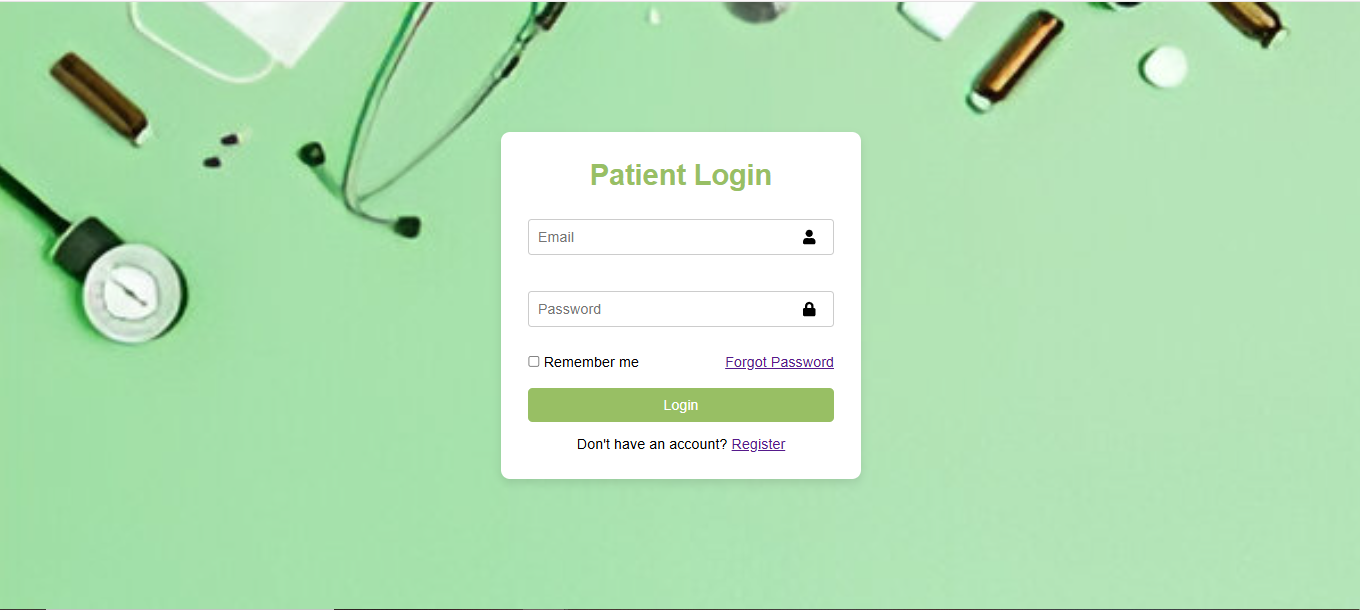 Patient Login
Email
Password
Remember me Forgot Password
Login
Don't have an account? Register